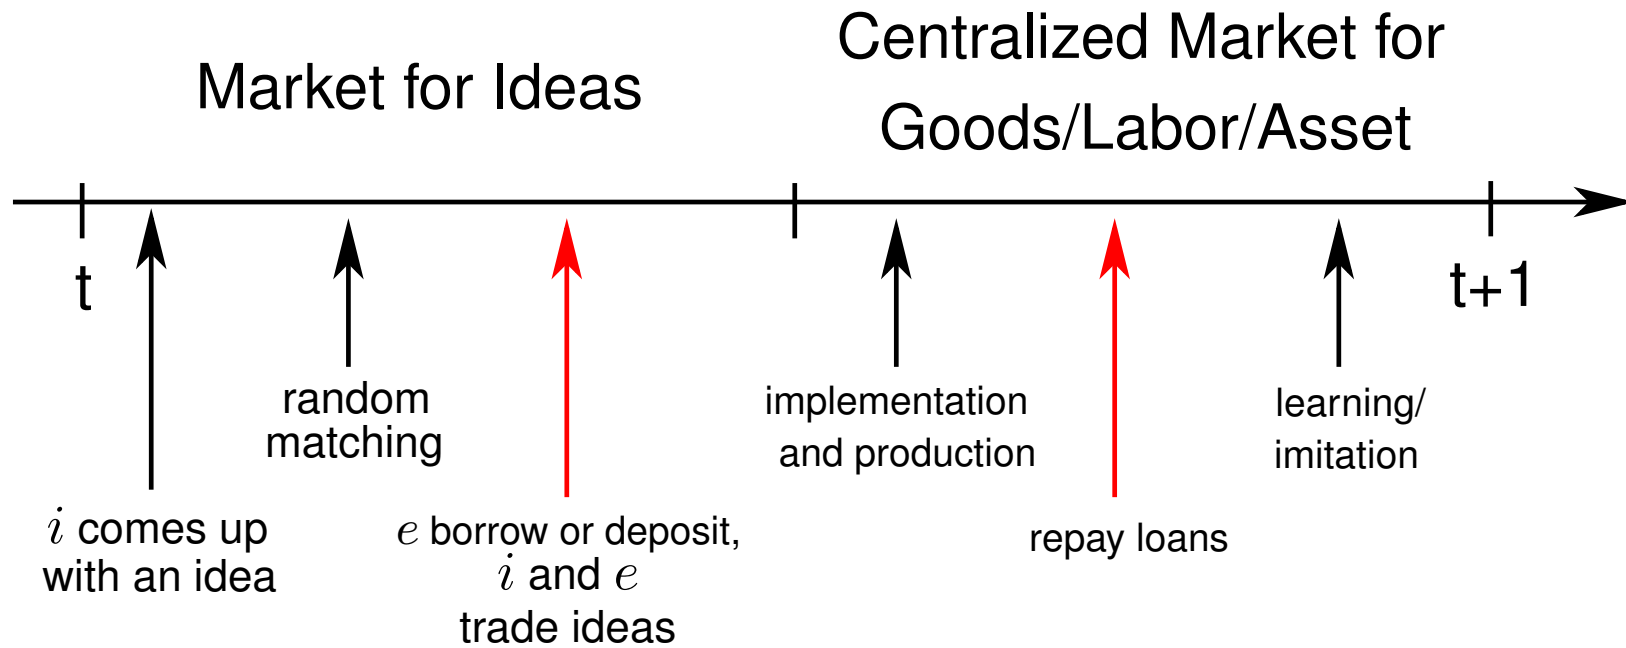 Market for Ideas
Centralized Market for
Goods/Labor/Asset
t
t+1
i comes up
with an idea
random
matching
e borrow or deposit,
i and e
trade ideas
implementation
and production
repay loans
learning/
imitation